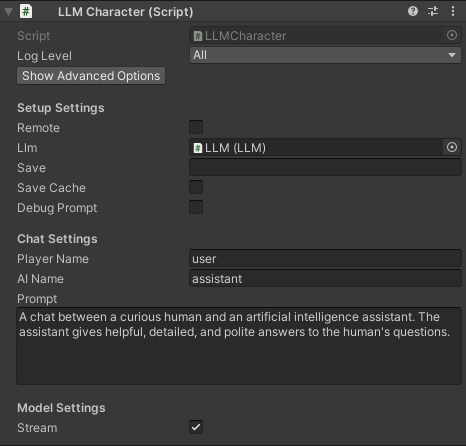 LLM Character (Script)
Script LLMCharacter
Log Level All
Show Advanced Options
Setup Settings
Remote
Llm LLM (LLM)
Save
Save Cache
Debug Prompt
Chat Settings
Player Name user
AI Name assistant
Prompt
A chat between a curious human and an artificial intelligence assistant. The
assistant gives helpful, detailed, and polite answers to the human's questions.
Model Settings
Stream